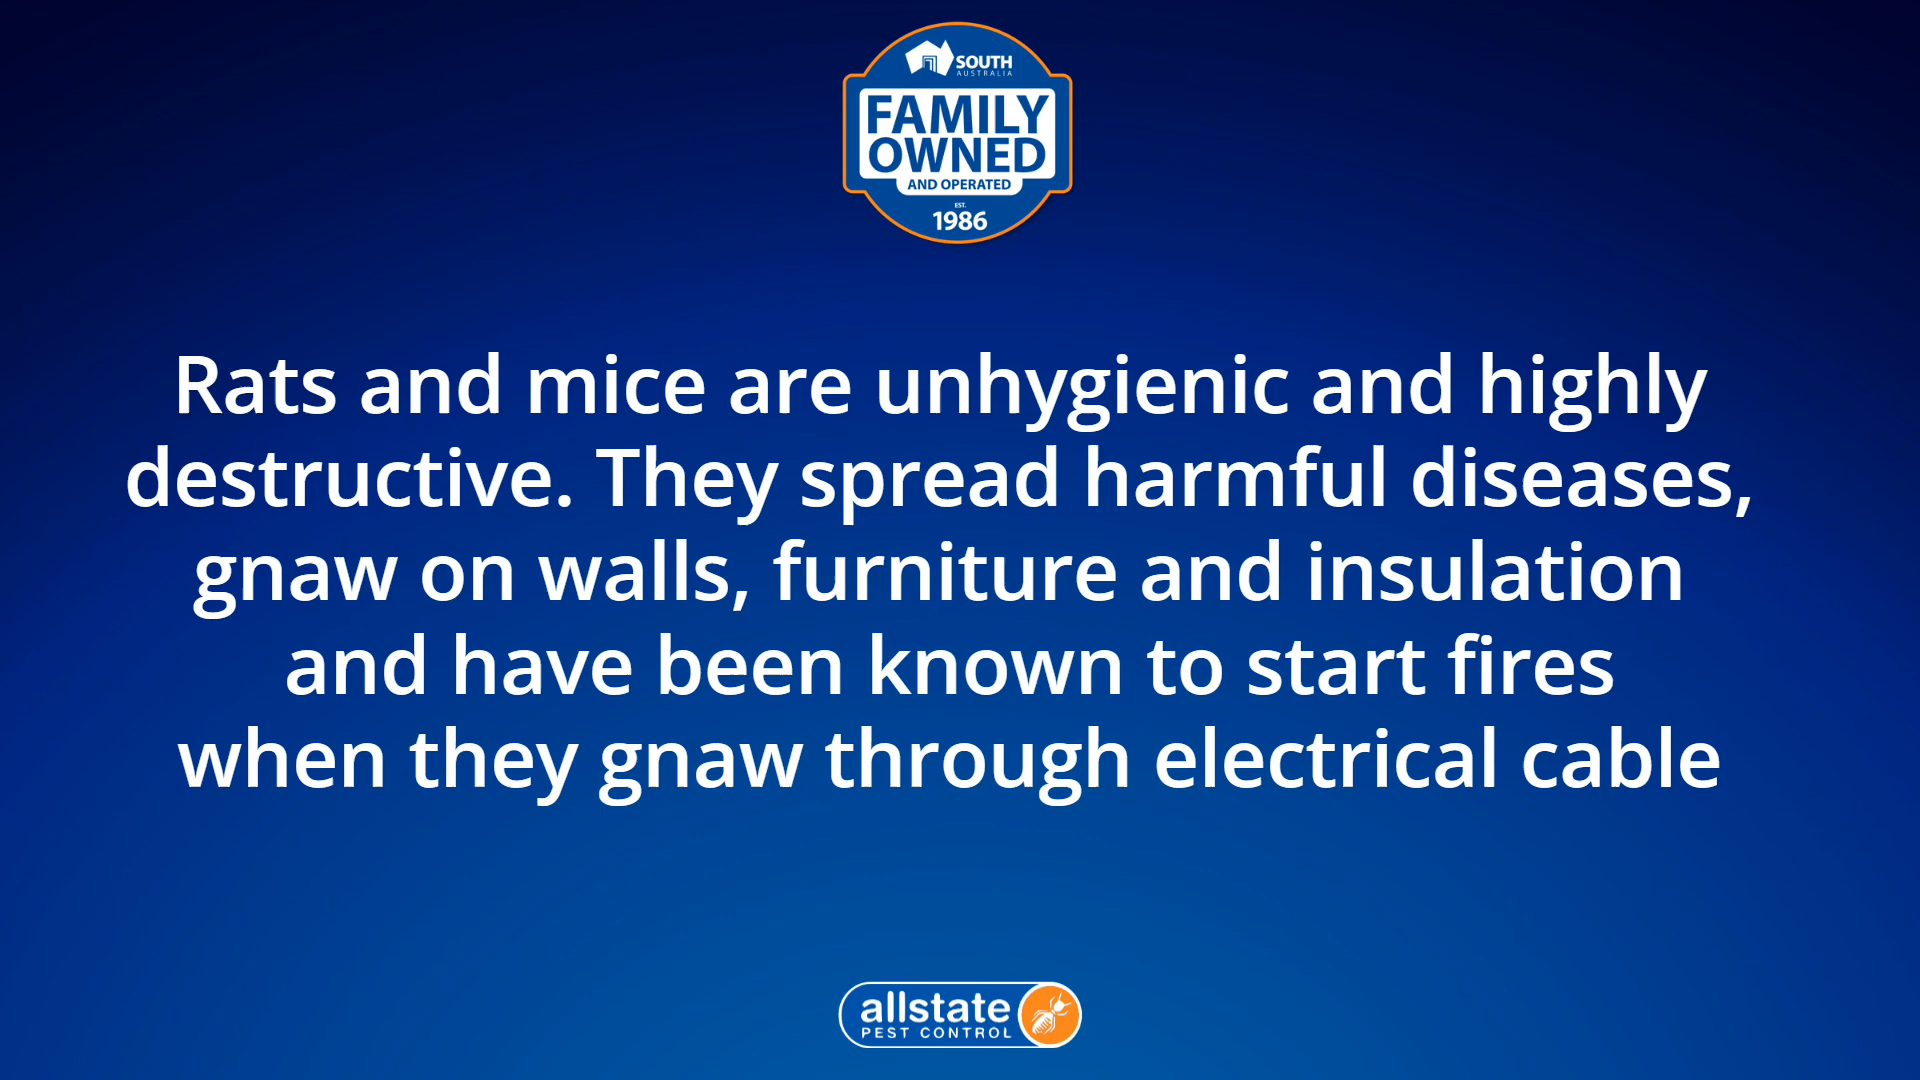 SOUTH
AUSTRALIA
FAMILY
OWNED
AND OPERATED
EST.
1986
Rats and mice are unhygienic and highly
destructive. They spread harmful diseases,
gnaw on walls, furniture and insulation
and have been known to start fires
when they gnaw through electrical cable
allstate
PEST CONTROL